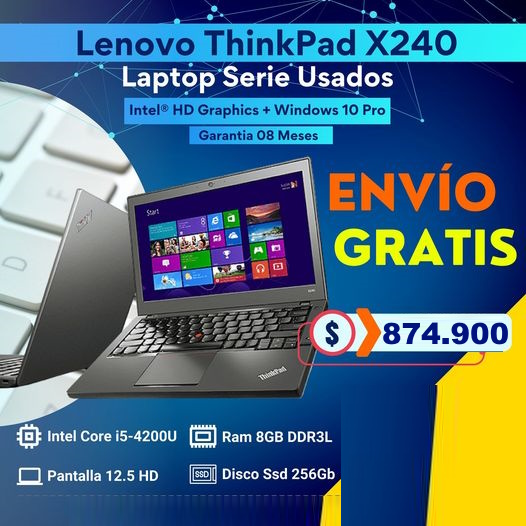 Lenovo ThinkPad X240
Laptop Serie Usados
Intel® HD Graphics + Windows 10 Pro
Garantia 08 Meses
ENVÍO
GRATIS
Start
$ 874.900
ThinkPad
Intel Core i5-4200U
Ram 8GB DDR3L
Pantalla 12.5 HD
SSD
Disco Ssd 256Gb